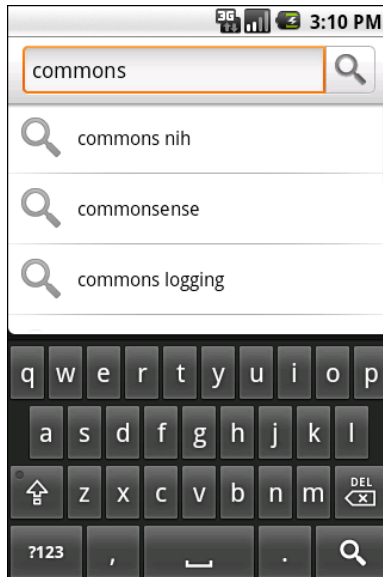 3G 3:10 PM
commons
commons nih
commonsense
commons logging
q w e r t y u i o p
a s d f g h j k l
z x c v b n m DEL
?123 , .